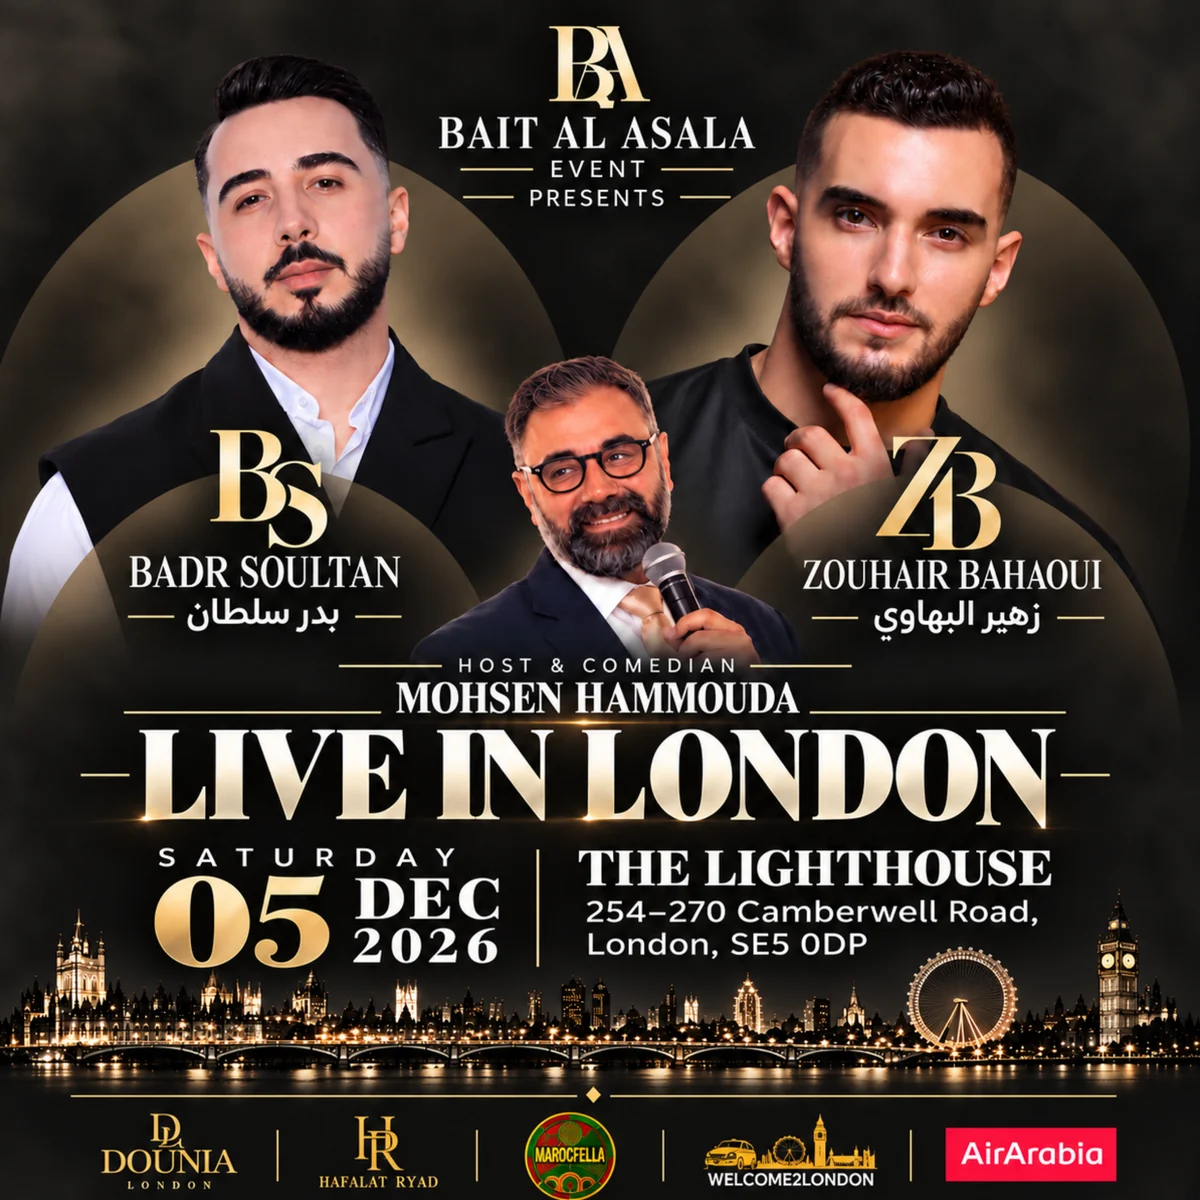 BA
BAIT AL ASALA
EVENT
PRESENTS
BS
BADR SOULTAN
بدر سلطان
ZB
ZOUHAIR BAHAOUI
زهير البهاوي
HOST & COMEDIAN
MOHSEN HAMMOUDA
LIVE IN LONDON
SATURDAY
05 DEC
2026
THE LIGHTHOUSE
254–270 Camberwell Road,
London, SE5 0DP
DL
DOUNIA
LONDON
HR
HAFALAT RYAD
MAROCFELLA
WELCOME2LONDON
AirArabia